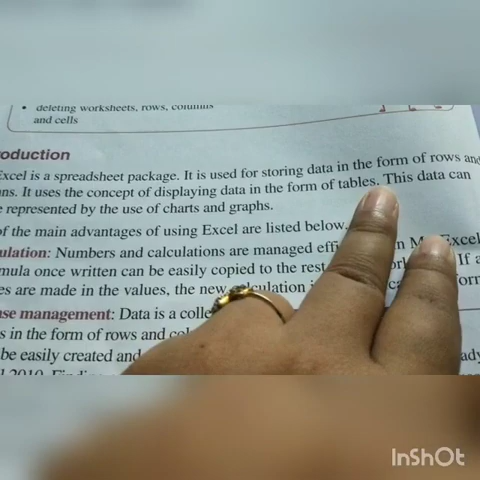 • deleting worksheets, rows, columns
and cells
oduction
Excel is a spreadsheet package. It is used for storing data in the form of rows and
ns. It uses the concept of displaying data in the form of tables. This data can
e represented by the use of charts and graphs.
of the main advantages of using Excel are listed below.
ulation: Numbers and calculations are managed effi n M Excel
mula once written can be easily copied to the rest If a
es are made in the values, the new
se management: Data is a colle
s in the form of rows and col
be easily created and ady
l 2010.
InShOt